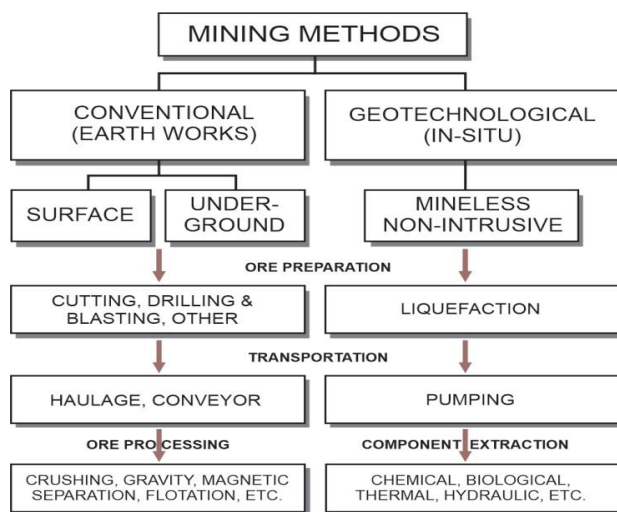 MINING METHODS
CONVENTIONAL
(EARTH WORKS)
GEOTECHNOLOGICAL
(IN-SITU)
SURFACE
UNDER-
GROUND
MINELESS
NON-INTRUSIVE
ORE PREPARATION
CUTTING, DRILLING &
BLASTING, OTHER
LIQUEFACTION
TRANSPORTATION
HAULAGE, CONVEYOR
PUMPING
ORE PROCESSING
COMPONENT EXTRACTION
CRUSHING, GRAVITY, MAGNETIC
SEPARATION, FLOTATION, ETC.
CHEMICAL, BIOLOGICAL,
THERMAL, HYDRAULIC, ETC.